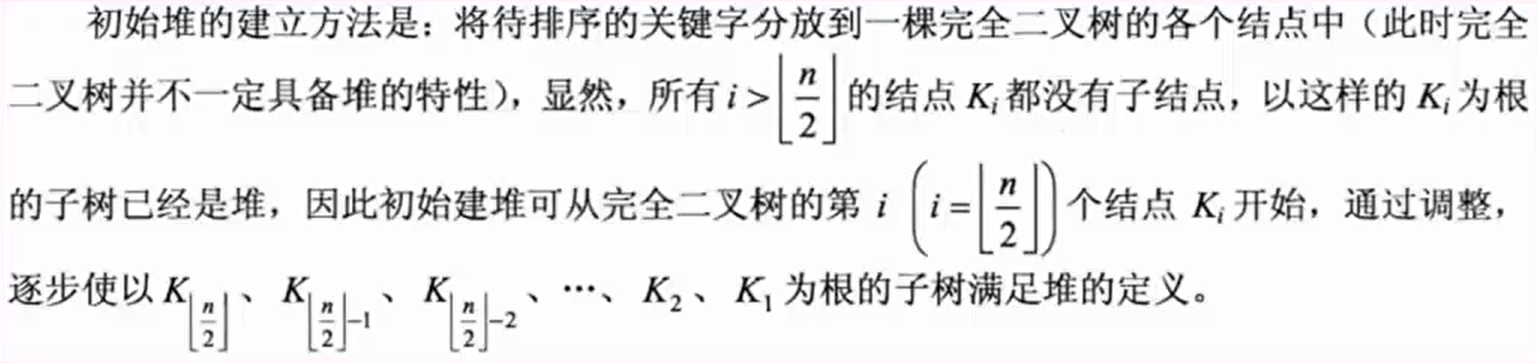 初始堆的建立方法是：将待排序的关键字分放到一棵完全二叉树的各个结点中（此时完全
二叉树并不一定具备堆的特性），显然，所有 $i > \left\lfloor \frac{n}{2} \right\rfloor$ 的结点 $K_i$ 都没有子结点，以这样的 $K_i$ 为根
的子树已经是堆，因此初始建堆可从完全二叉树的第 $i$ $\left( i = \left\lfloor \frac{n}{2} \right\rfloor \right)$ 个结点 $K_i$ 开始，通过调整，
逐步使以 $K_{\left\lfloor \frac{n}{2} \right\rfloor}$、$K_{\left\lfloor \frac{n}{2} \right\rfloor - 1}$、$K_{\left\lfloor \frac{n}{2} \right\rfloor - 2}$、…、$K_2$、$K_1$ 为根的子树满足堆的定义。